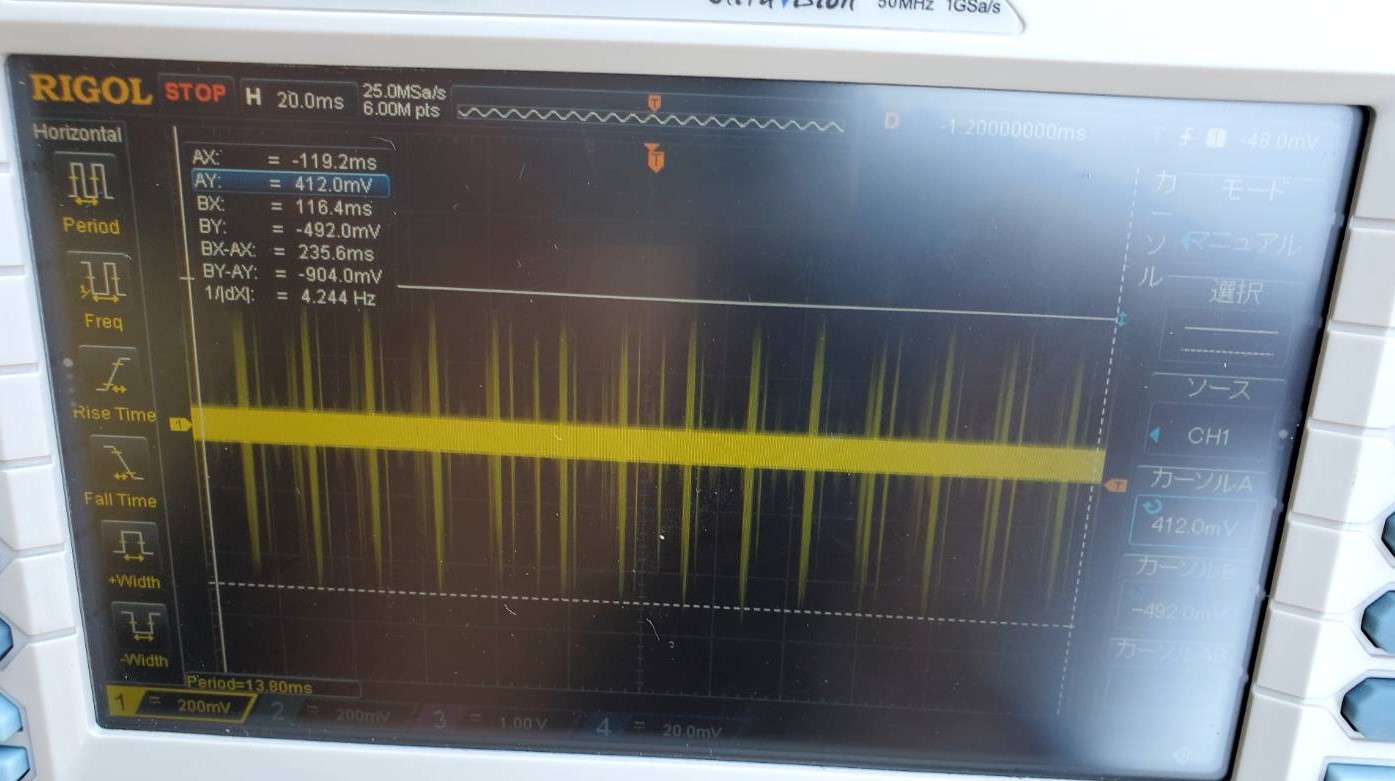 UltraVision 50MHz 1GSa/s
RIGOL STOP H 20.0ms 25.0MSa/s 6.00M pts T D -1.20000000ms T 1 -48.0mV
Horizontal
Period
Freq
Rise Time
Fall Time
+Width
-Width
T
AX: = -119.2ms
AY: = 412.0mV
BX: = 116.4ms
BY: = -492.0mV
BX-AX: = 235.6ms
BY-AY: = -904.0mV
1/|dX|: = 4.244 Hz
1
T
カーソル
モード
マニュアル
選択
ソース
CH1
カーソルA
412.0mV
カーソルB
-492.0mV
カーソルAB
Period=13.80ms
1 = 200mV 2 = 200mV 3 = 1.00 V 4 = 20.0mV